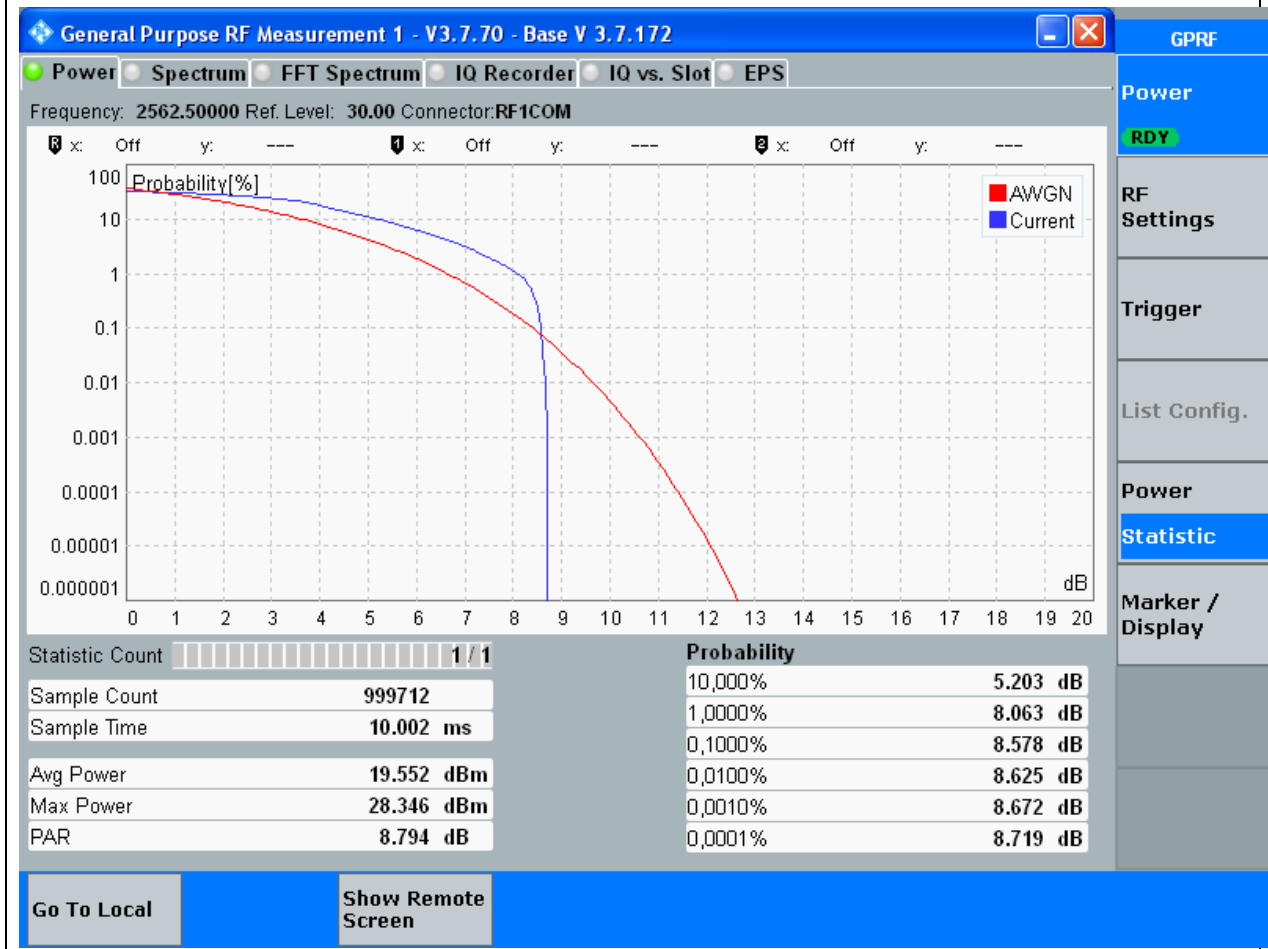 General Purpose RF Measurement 1 - V3.7.70 - Base V 3.7.172
GPRF
Power Spectrum FFT Spectrum IQ Recorder IQ vs. Slot EPS
Frequency: 2562.50000 Ref. Level: 30.00 Connector:RF1COM
R x: Off y: --- 1 x: Off y: --- 2 x: Off y: ---
Probability[%]
100
10
1
0.1
0.01
0.001
0.0001
0.00001
0.000001
AWGN
Current
dB
0 1 2 3 4 5 6 7 8 9 10 11 12 13 14 15 16 17 18 19 20
Statistic Count 1 / 1
Sample Count 999712
Sample Time 10.002 ms
Avg Power 19.552 dBm
Max Power 28.346 dBm
PAR 8.794 dB
Probability
10,000% 5.203 dB
1,0000% 8.063 dB
0,1000% 8.578 dB
0,0100% 8.625 dB
0,0010% 8.672 dB
0,0001% 8.719 dB
Power
RDY
RF
Settings
Trigger
List Config.
Power
Statistic
Marker /
Display
Go To Local
Show Remote
Screen